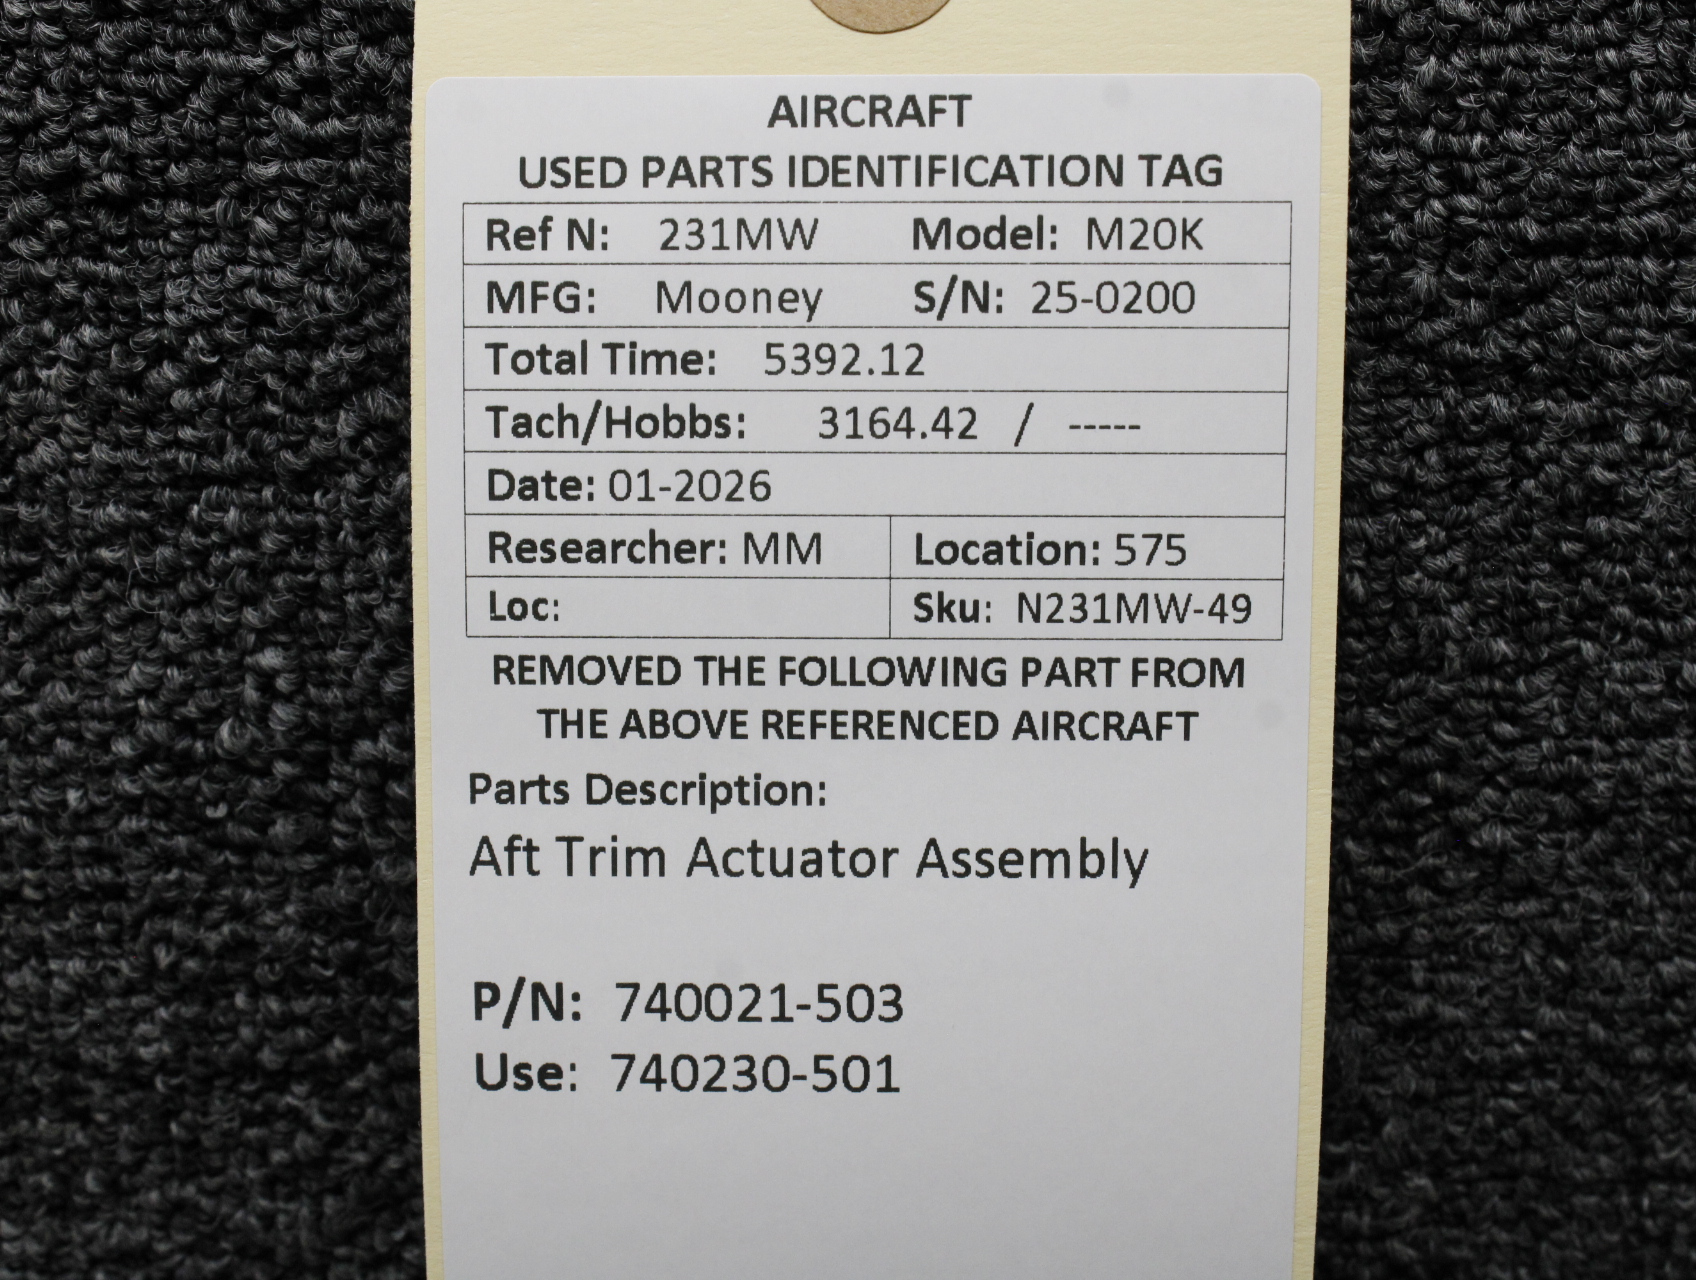 AIRCRAFT
USED PARTS IDENTIFICATION TAG
Ref N: 231MW Model: M20K
MFG: Mooney S/N: 25-0200
Total Time: 5392.12
Tach/Hobbs: 3164.42 / -----
Date: 01-2026
Researcher: MM Location: 575
Loc: Sku: N231MW-49
REMOVED THE FOLLOWING PART FROM
THE ABOVE REFERENCED AIRCRAFT
Parts Description:
Aft Trim Actuator Assembly
P/N: 740021-503
Use: 740230-501